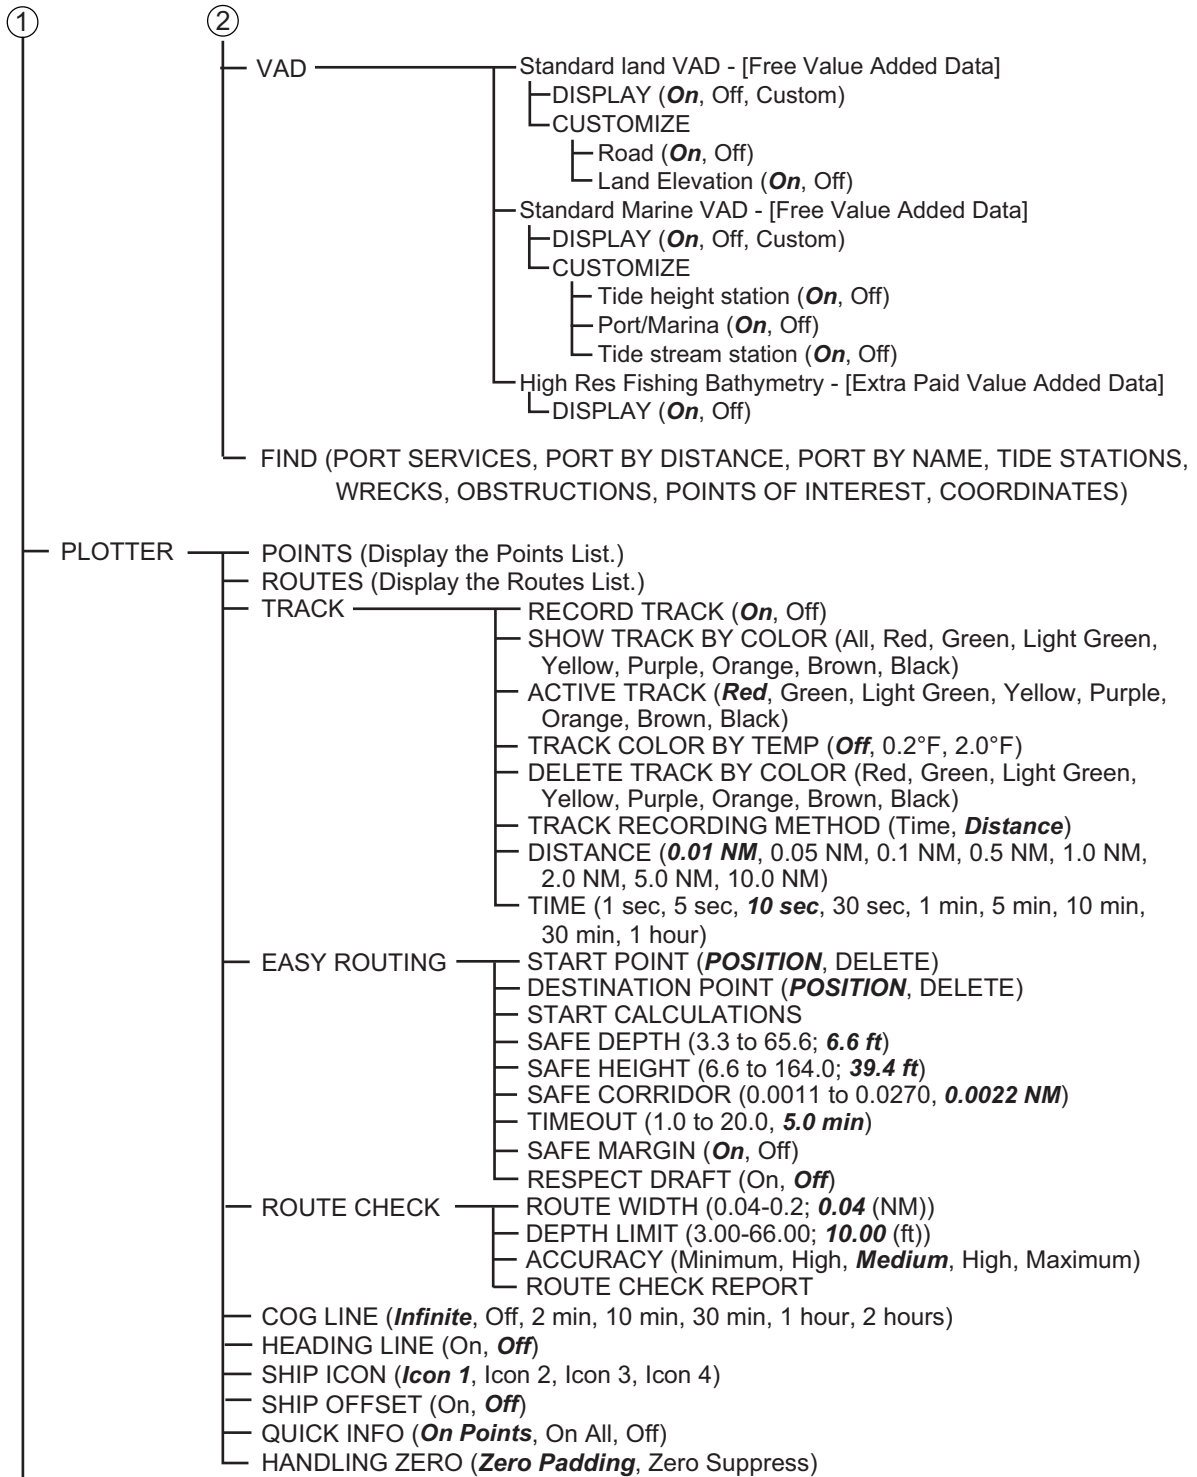 1 2
VAD
Standard land VAD - [Free Value Added Data]
DISPLAY (On, Off, Custom)
CUSTOMIZE
Road (On, Off)
Land Elevation (On, Off)
Standard Marine VAD - [Free Value Added Data]
DISPLAY (On, Off, Custom)
CUSTOMIZE
Tide height station (On, Off)
Port/Marina (On, Off)
Tide stream station (On, Off)
High Res Fishing Bathymetry - [Extra Paid Value Added Data]
DISPLAY (On, Off)
FIND (PORT SERVICES, PORT BY DISTANCE, PORT BY NAME, TIDE STATIONS,
WRECKS, OBSTRUCTIONS, POINTS OF INTEREST, COORDINATES)
PLOTTER
POINTS (Display the Points List.)
ROUTES (Display the Routes List.)
TRACK
RECORD TRACK (On, Off)
SHOW TRACK BY COLOR (All, Red, Green, Light Green,
Yellow, Purple, Orange, Brown, Black)
ACTIVE TRACK (Red, Green, Light Green, Yellow, Purple,
Orange, Brown, Black)
TRACK COLOR BY TEMP (Off, 0.2°F, 2.0°F)
DELETE TRACK BY COLOR (Red, Green, Light Green,
Yellow, Purple, Orange, Brown, Black)
TRACK RECORDING METHOD (Time, Distance)
DISTANCE (0.01 NM, 0.05 NM, 0.1 NM, 0.5 NM, 1.0 NM,
2.0 NM, 5.0 NM, 10.0 NM)
TIME (1 sec, 5 sec, 10 sec, 30 sec, 1 min, 5 min, 10 min,
30 min, 1 hour)
EASY ROUTING
START POINT (POSITION, DELETE)
DESTINATION POINT (POSITION, DELETE)
START CALCULATIONS
SAFE DEPTH (3.3 to 65.6; 6.6 ft)
SAFE HEIGHT (6.6 to 164.0; 39.4 ft)
SAFE CORRIDOR (0.0011 to 0.0270, 0.0022 NM)
TIMEOUT (1.0 to 20.0, 5.0 min)
SAFE MARGIN (On, Off)
RESPECT DRAFT (On, Off)
ROUTE CHECK
ROUTE WIDTH (0.04-0.2; 0.04 (NM))
DEPTH LIMIT (3.00-66.00; 10.00 (ft))
ACCURACY (Minimum, High, Medium, High, Maximum)
ROUTE CHECK REPORT
COG LINE (Infinite, Off, 2 min, 10 min, 30 min, 1 hour, 2 hours)
HEADING LINE (On, Off)
SHIP ICON (Icon 1, Icon 2, Icon 3, Icon 4)
SHIP OFFSET (On, Off)
QUICK INFO (On Points, On All, Off)
HANDLING ZERO (Zero Padding, Zero Suppress)